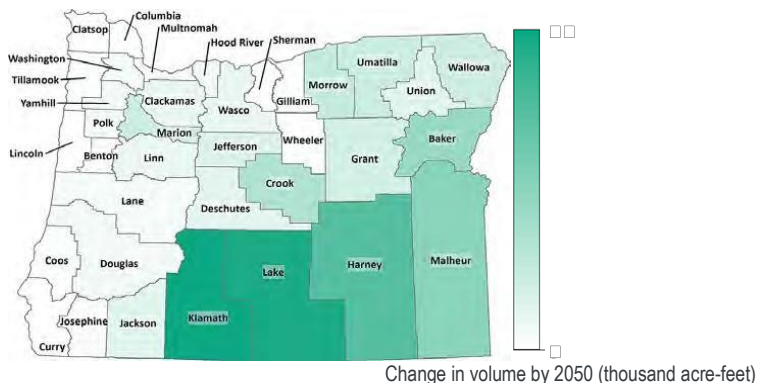 Columbia
Clatsop
Multnomah
Hood River
Sherman
Washington
Tillamook
Yamhill
Clackamas
Wasco
Gilliam
Morrow
Umatilla
Wallowa
Union
Polk
Marion
Jefferson
Wheeler
Baker
Lincoln
Benton
Linn
Grant
Crook
Lane
Deschutes
Coos
Douglas
Lake
Harney
Malheur
Klamath
Josephine
Jackson
Curry
Change in volume by 2050 (thousand acre-feet)